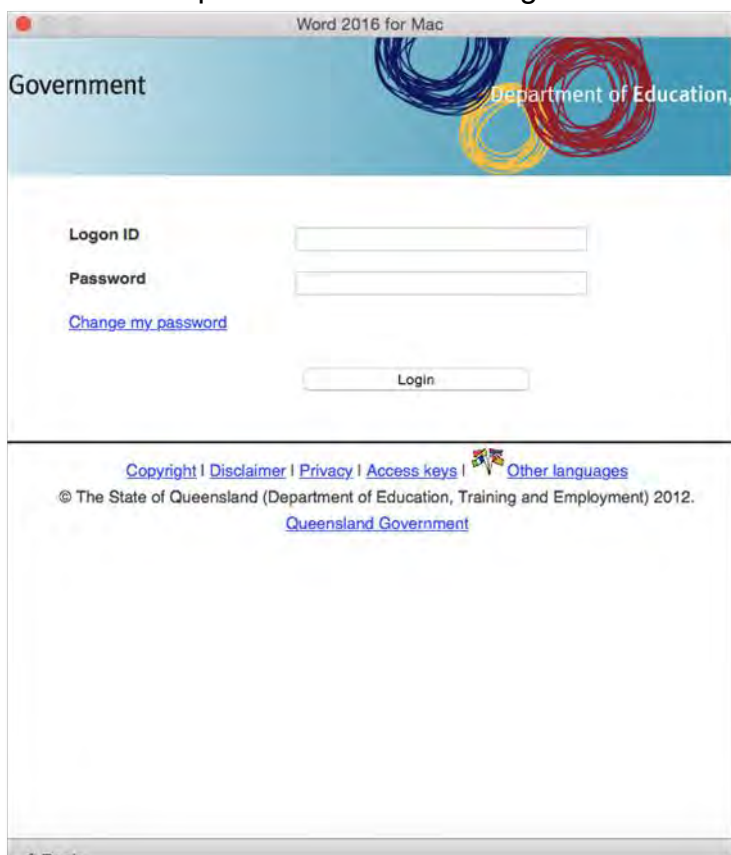 Word 2016 for Mac
Government
Department of Education,
Logon ID
Password
Change my password
Login
Copyright I Disclaimer I Privacy I Access keys I Other languages
© The State of Queensland (Department of Education, Training and Employment) 2012.
Queensland Government